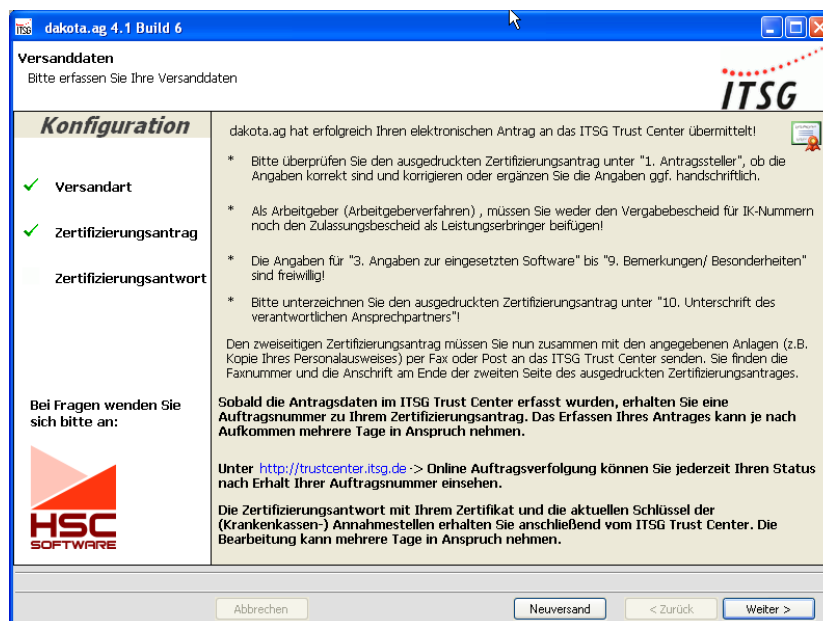 ITSG dakota.ag 4.1 Build 6
Versanddaten
Bitte erfassen Sie Ihre Versanddaten
ITSG
Konfiguration
Versandart
Zertifizierungsantrag
Zertifizierungsantwort
Bei Fragen wenden Sie
sich bitte an:
HSC
SOFTWARE
dakota.ag hat erfolgreich Ihren elektronischen Antrag an das ITSG Trust Center übermittelt!
* Bitte überprüfen Sie den ausgedruckten Zertifizierungsantrag unter "1. Antragssteller", ob die
Angaben korrekt sind und korrigieren oder ergänzen Sie die Angaben ggf. handschriftlich.
* Als Arbeitgeber (Arbeitgeberverfahren) , müssen Sie weder den Vergabebescheid für IK-Nummern
noch den Zulassungsbescheid als Leistungserbringer beifügen!
* Die Angaben für "3. Angaben zur eingesetzten Software" bis "9. Bemerkungen/ Besonderheiten"
sind freiwillig!
* Bitte unterzeichnen Sie den ausgedruckten Zertifizierungsantrag unter "10. Unterschrift des
verantwortlichen Ansprechpartners"!
Den zweiseitigen Zertifizierungsantrag müssen Sie nun zusammen mit den angegebenen Anlagen (z.B.
Kopie Ihres Personalausweises) per Fax oder Post an das ITSG Trust Center senden. Sie finden die
Faxnummer und die Anschrift am Ende der zweiten Seite des ausgedruckten Zertifizierungsantrages.
Sobald die Antragsdaten im ITSG Trust Center erfasst wurden, erhalten Sie eine
Auftragsnummer zu Ihrem Zertifizierungsantrag. Das Erfassen Ihres Antrages kann je nach
Aufkommen mehrere Tage in Anspruch nehmen.
Unter http://trustcenter.itsg.de -> Online Auftragsverfolgung können Sie jederzeit Ihren Status
nach Erhalt Ihrer Auftragsnummer einsehen.
Die Zertifizierungsantwort mit Ihrem Zertifikat und die aktuellen Schlüssel der
(Krankenkassen-) Annahmestellen erhalten Sie anschließend vom ITSG Trust Center. Die
Bearbeitung kann mehrere Tage in Anspruch nehmen.
Abbrechen
Neuversand
< Zurück
Weiter >